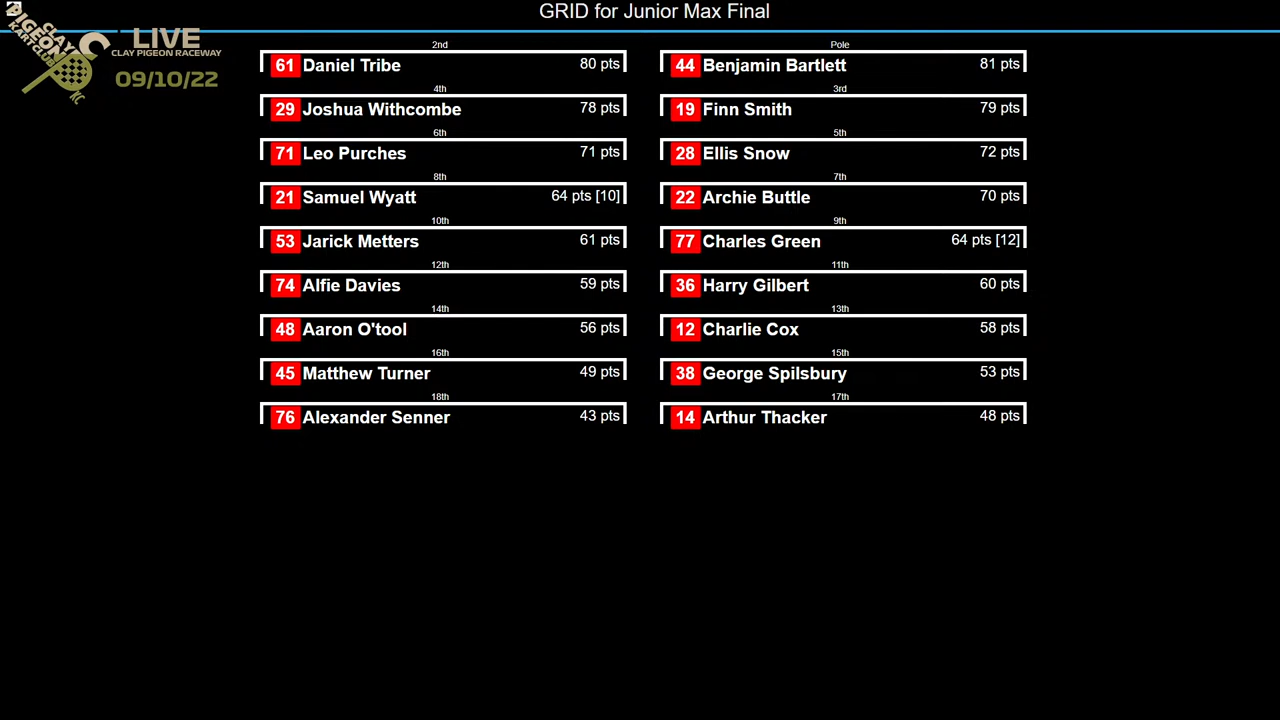 GRID for Junior Max Final
CLAY PIGEON KART CLUB
KC
LIVE
CLAY PIGEON RACEWAY
09/10/22
2nd
61 Daniel Tribe 80 pts
Pole
44 Benjamin Bartlett 81 pts
4th
29 Joshua Withcombe 78 pts
3rd
19 Finn Smith 79 pts
6th
71 Leo Purches 71 pts
5th
28 Ellis Snow 72 pts
8th
21 Samuel Wyatt 64 pts [10]
7th
22 Archie Buttle 70 pts
10th
53 Jarick Metters 61 pts
9th
77 Charles Green 64 pts [12]
12th
74 Alfie Davies 59 pts
11th
36 Harry Gilbert 60 pts
14th
48 Aaron O'tool 56 pts
13th
12 Charlie Cox 58 pts
16th
45 Matthew Turner 49 pts
15th
38 George Spilsbury 53 pts
18th
76 Alexander Senner 43 pts
17th
14 Arthur Thacker 48 pts